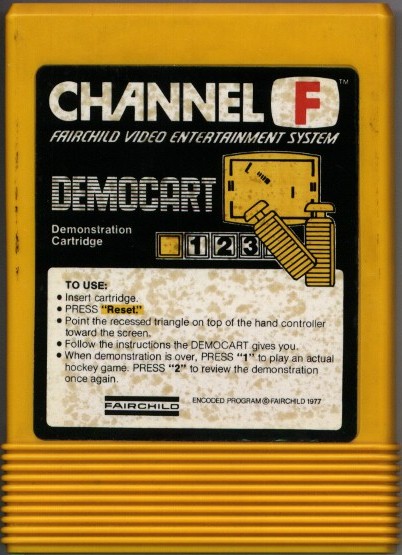 CHANNEL F™
FAIRCHILD VIDEO ENTERTAINMENT SYSTEM
DEMOCART
Demonstration
Cartridge
1 2 3
TO USE:
• Insert cartridge.
• PRESS "Reset."
• Point the recessed triangle on top of the hand controller
toward the screen.
• Follow the instructions the DEMOCART gives you.
• When demonstration is over, PRESS "1" to play an actual
hockey game. PRESS "2" to review the demonstration
once again.
FAIRCHILD
ENCODED PROGRAM © FAIRCHILD 1977